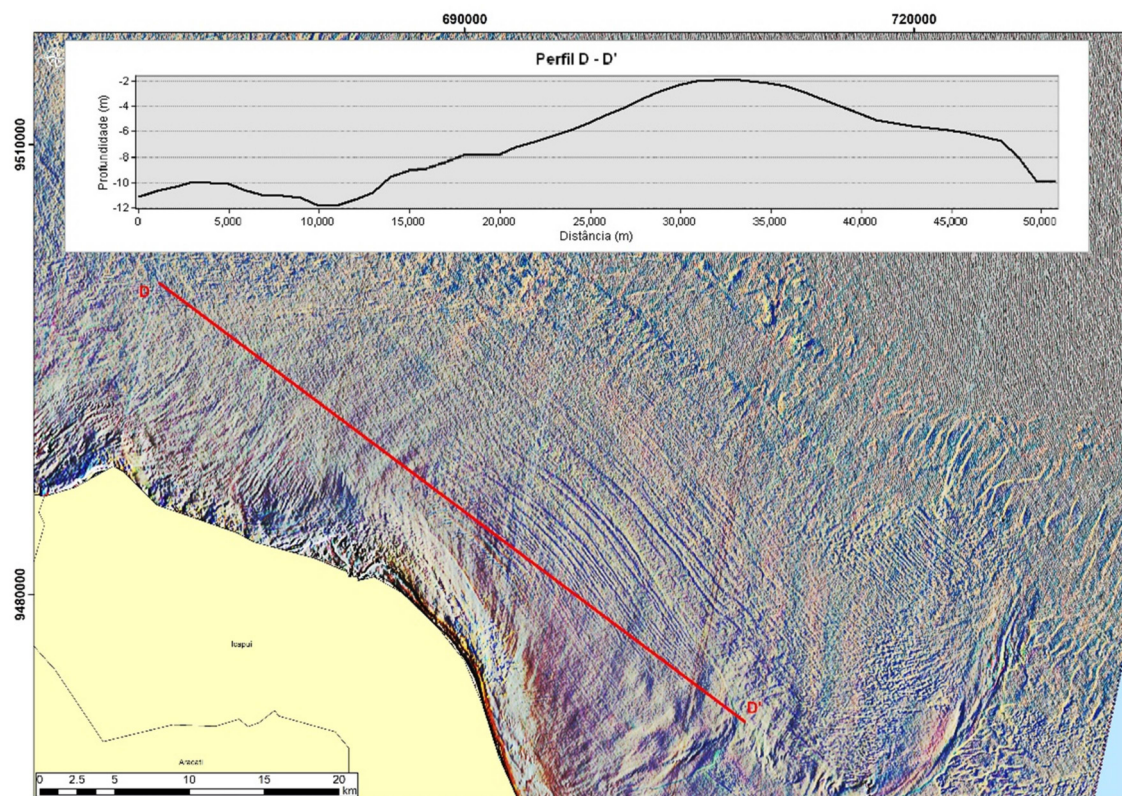 690000 720000
Perfil D - D'
Profundidade (m)
-2
-4
-6
-8
-10
-12
0 5,000 10,000 15,000 20,000 25,000 30,000 35,000 40,000 45,000 50,000
Distância (m)
9510000
D
9480000
Icapuí
D'
Aracati
0 2.5 5 10 15 20
km